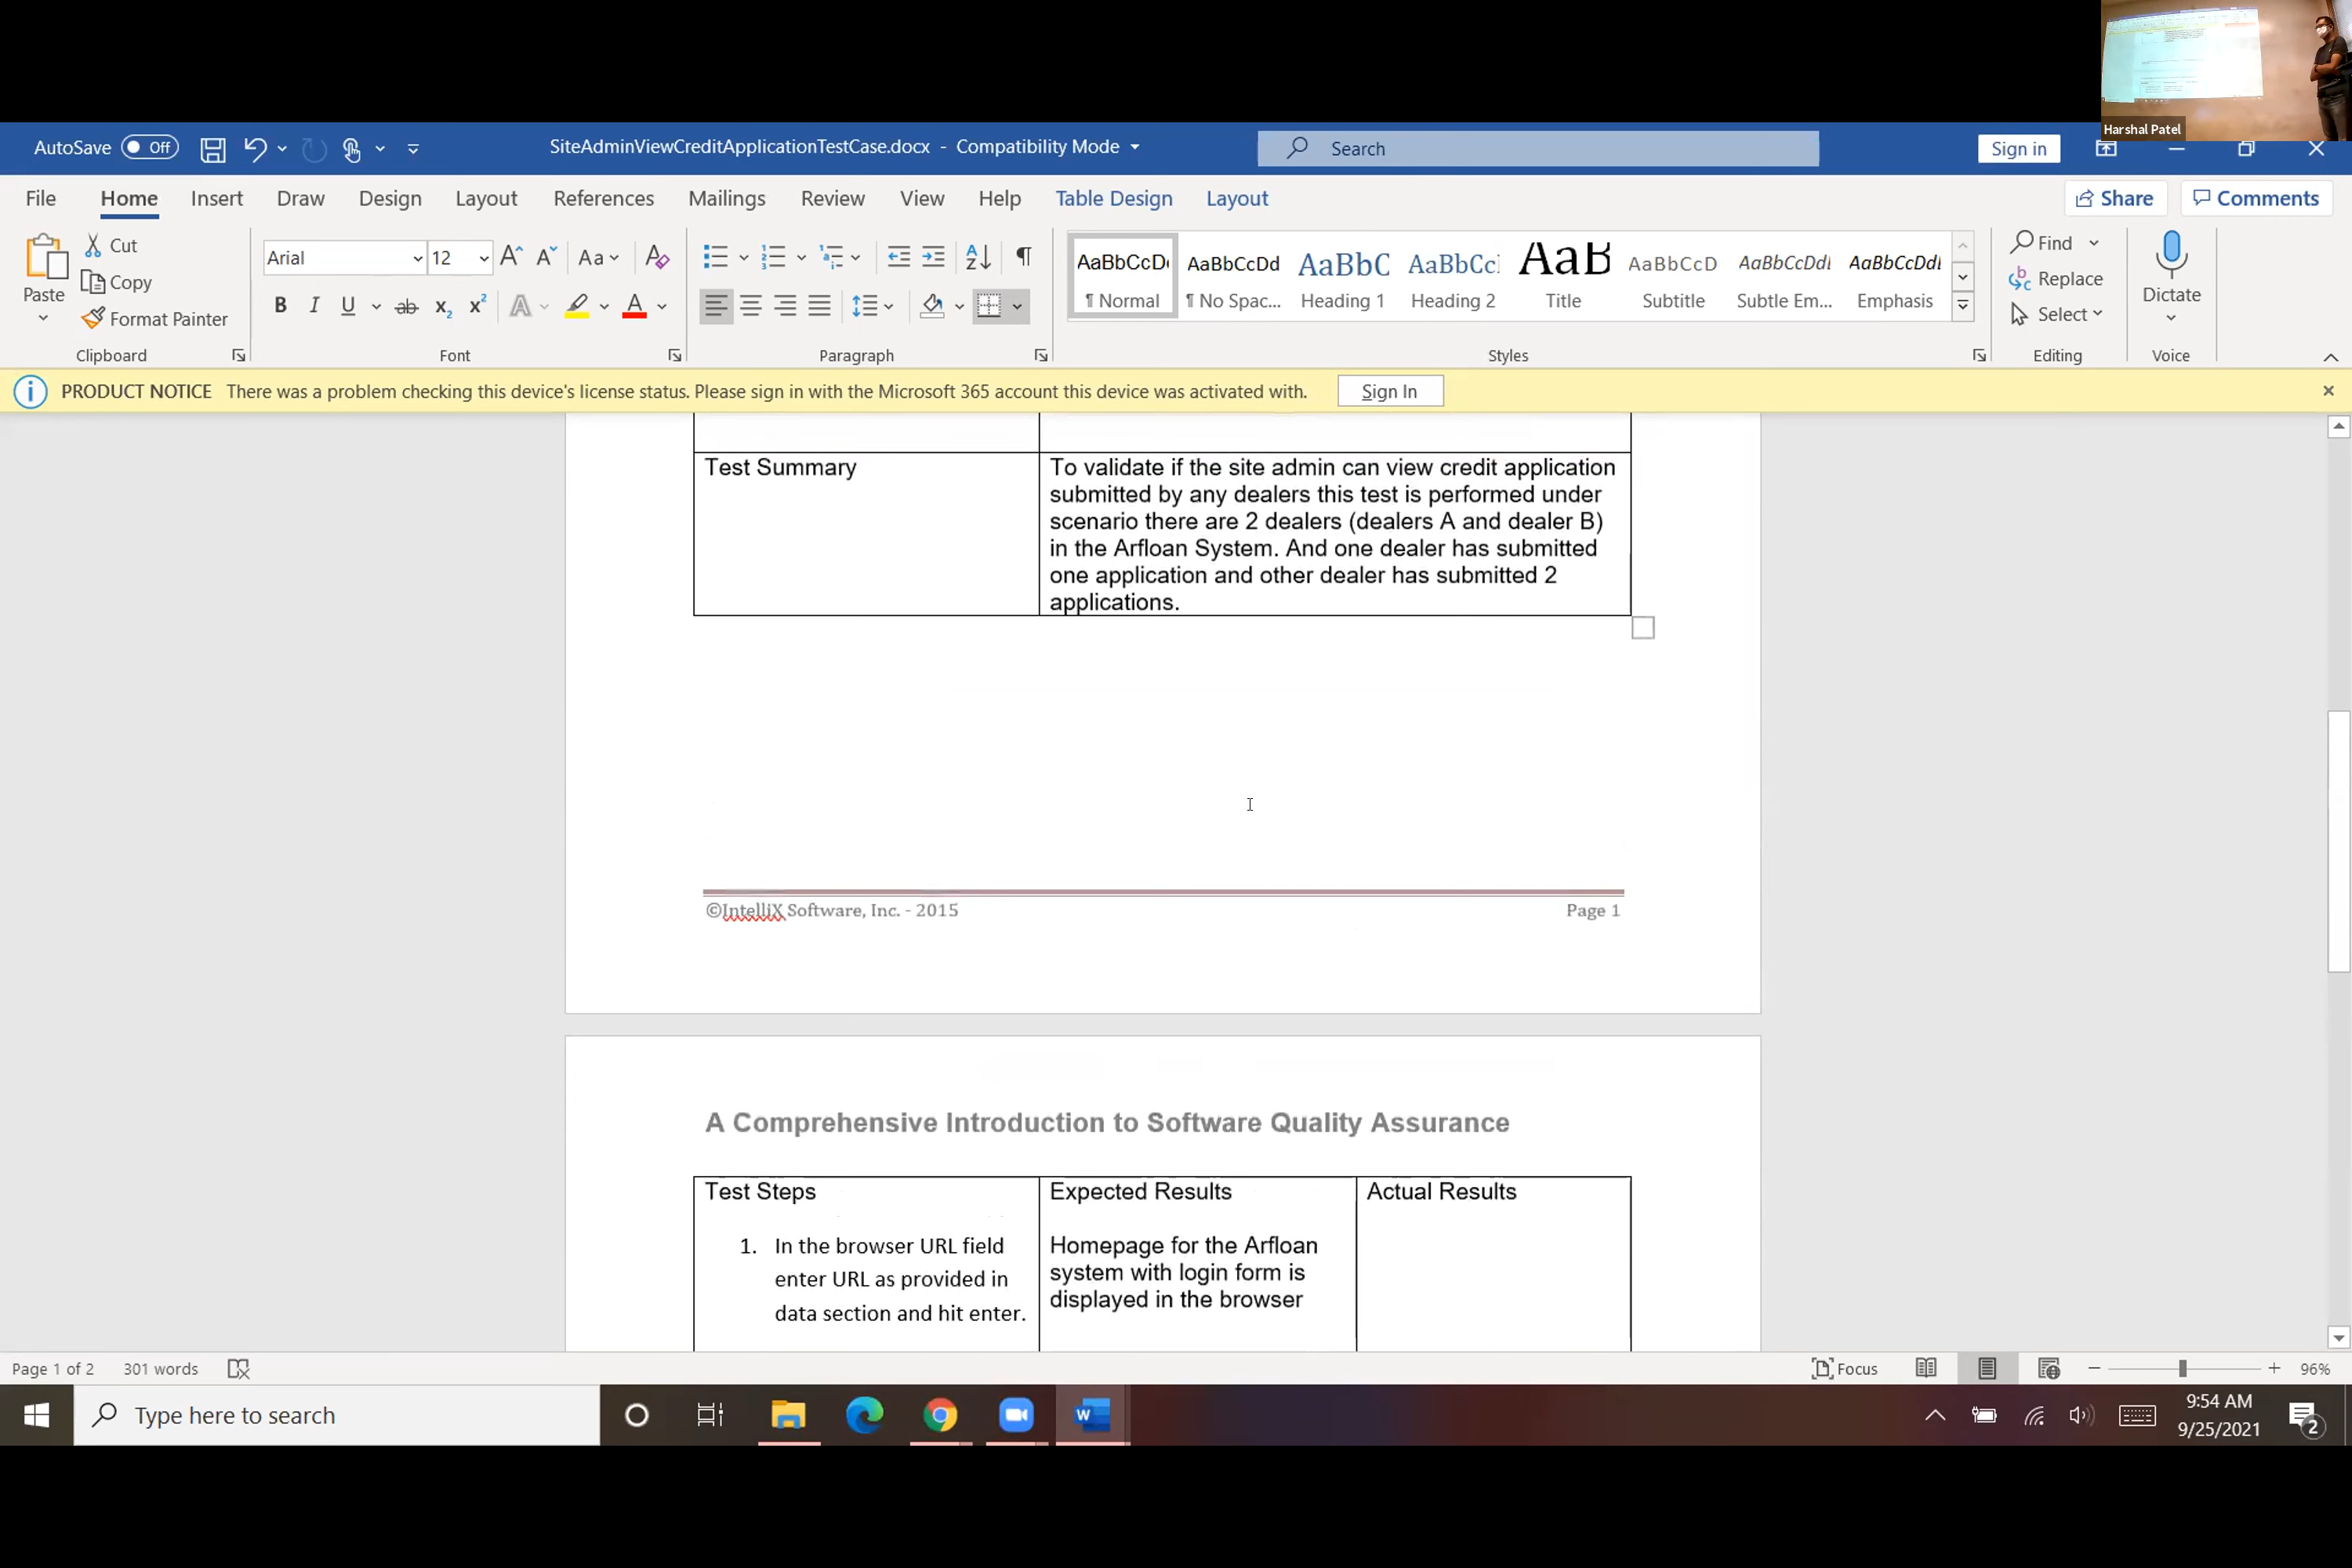 Harshal Patel
AutoSave Off SiteAdminViewCreditApplicationTestCase.docx - Compatibility Mode Search Sign in
File Home Insert Draw Design Layout References Mailings Review View Help Table Design Layout Share Comments
Paste
Cut
Copy
Format Painter
Clipboard
Arial 12
Font
Paragraph
AaBbCcD AaBbCcDd AaBbC AaBbCc AaB AaBbCcD AaBbCcDd AaBbCcDd
¶ Normal ¶ No Spac... Heading 1 Heading 2 Title Subtitle Subtle Em... Emphasis
Styles
Find
Replace
Select
Editing
Dictate
Voice
PRODUCT NOTICE There was a problem checking this device's license status. Please sign in with the Microsoft 365 account this device was activated with. Sign In
Test Summary
To validate if the site admin can view credit application
submitted by any dealers this test is performed under
scenario there are 2 dealers (dealers A and dealer B)
in the Arfloan System. And one dealer has submitted
one application and other dealer has submitted 2
applications.
©IntelliX Software, Inc. - 2015 Page 1
A Comprehensive Introduction to Software Quality Assurance
Test Steps Expected Results Actual Results
1. In the browser URL field
enter URL as provided in
data section and hit enter.
Homepage for the Arfloan
system with login form is
displayed in the browser
Page 1 of 2 301 words Focus 96%
Type here to search
9:54 AM
9/25/2021
2